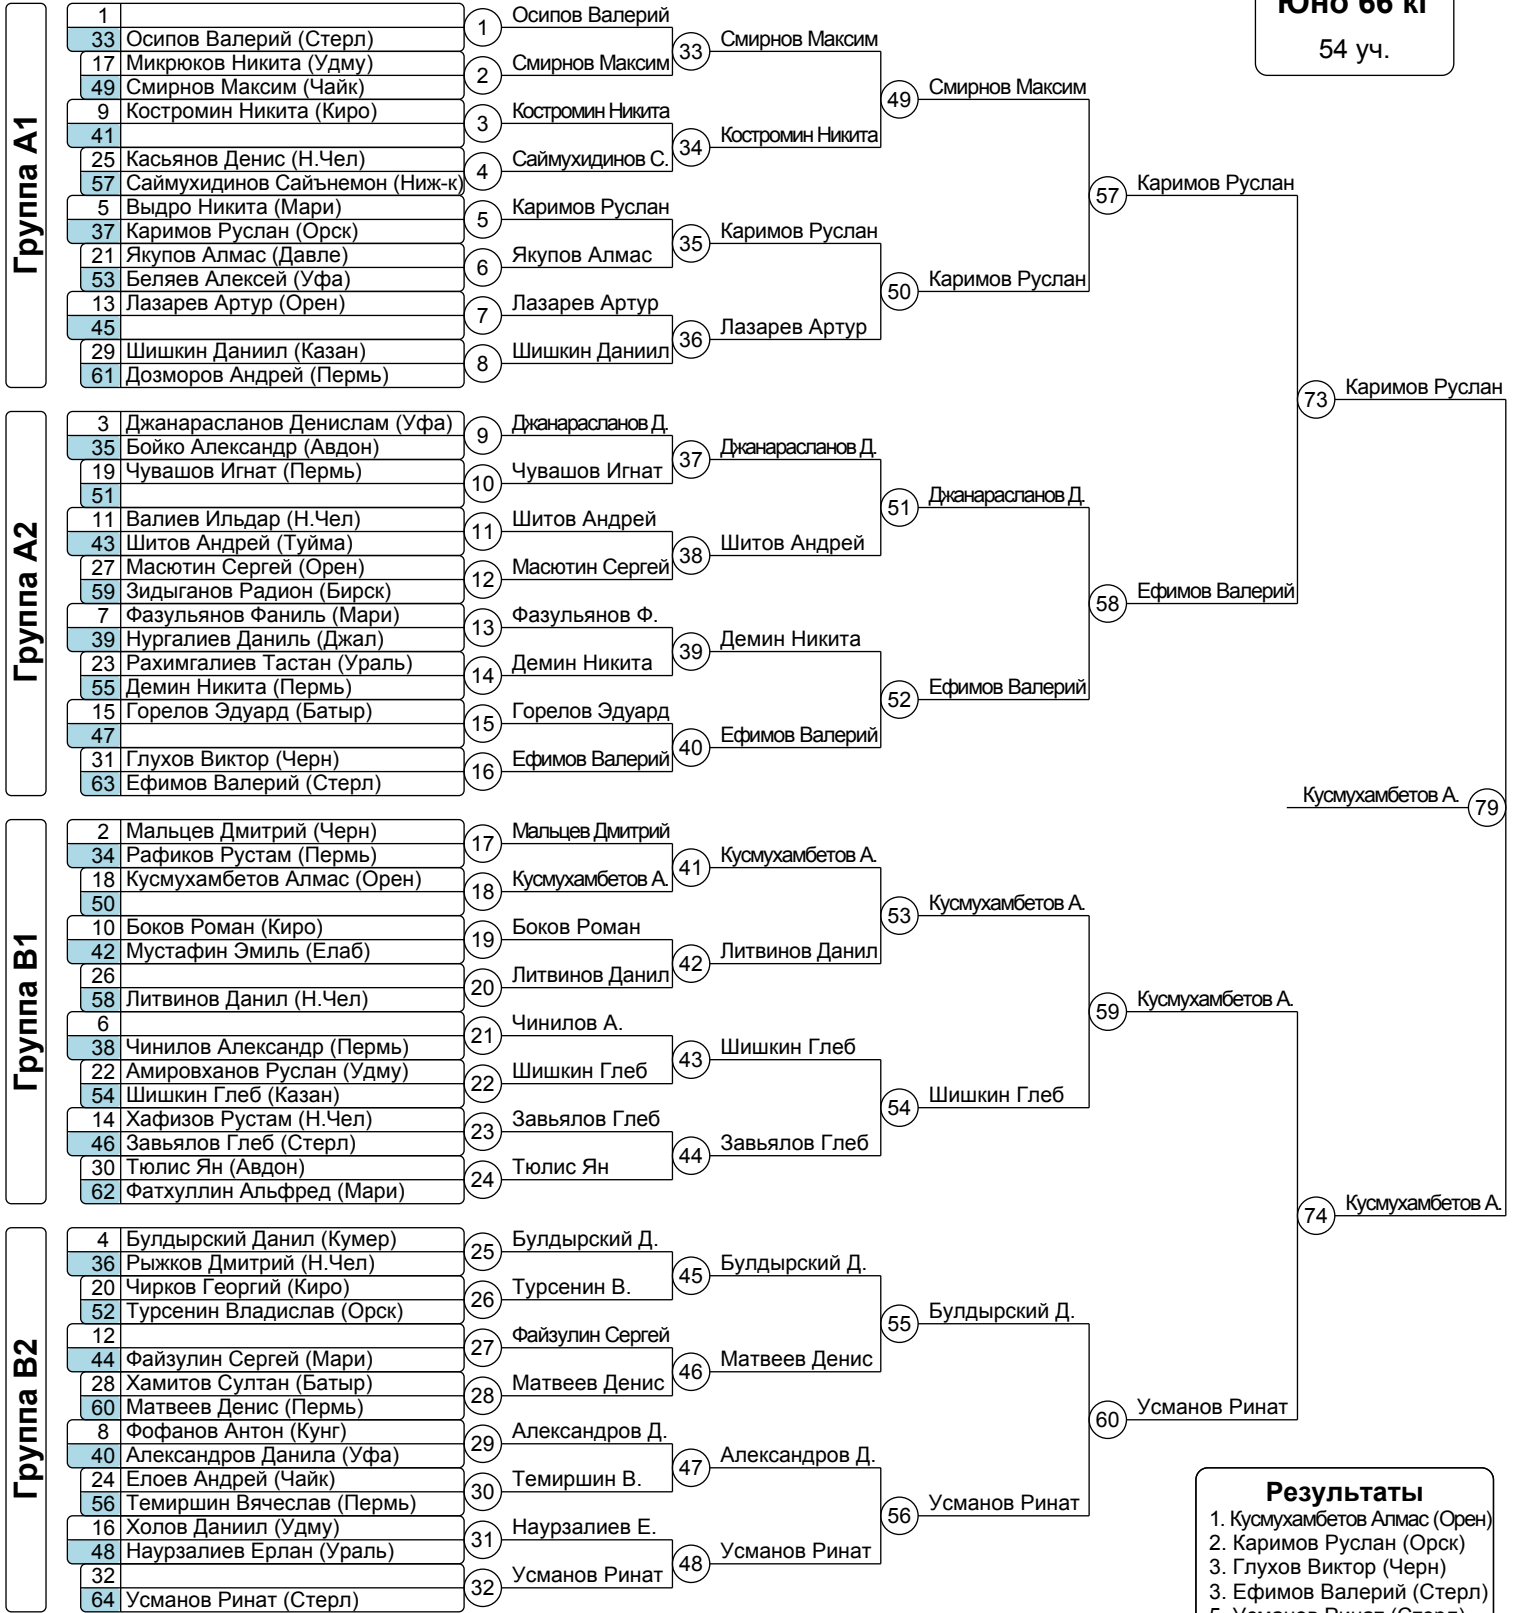 Юно 66 кг
54 уч.
Группа A1
1
33 Осипов Валерий (Стерл)
17 Микрюков Никита (Удму)
49 Смирнов Максим (Чайк)
9 Костромин Никита (Киро)
41
25 Касьянов Денис (Н.Чел)
57 Саймухидинов Сайънемон (Ниж-к)
5 Выдро Никита (Мари)
37 Каримов Руслан (Орск)
21 Якупов Алмас (Давле)
53 Беляев Алексей (Уфа)
13 Лазарев Артур (Орен)
45
29 Шишкин Даниил (Казан)
61 Дозморов Андрей (Пермь)
Группа A2
3 Джанарасланов Денислам (Уфа)
35 Бойко Александр (Авдон)
19 Чувашов Игнат (Пермь)
51
11 Валиев Ильдар (Н.Чел)
43 Шитов Андрей (Туйма)
27 Масютин Сергей (Орен)
59 Зидыганов Радион (Бирск)
7 Фазульянов Фаниль (Мари)
39 Нургалиев Даниль (Джал)
23 Рахимгалиев Тастан (Ураль)
55 Демин Никита (Пермь)
15 Горелов Эдуард (Батыр)
47
31 Глухов Виктор (Черн)
63 Ефимов Валерий (Стерл)
Группа B1
2 Мальцев Дмитрий (Черн)
34 Рафиков Рустам (Пермь)
18 Кусмухамбетов Алмас (Орен)
50
10 Боков Роман (Киро)
42 Мустафин Эмиль (Елаб)
26
58 Литвинов Данил (Н.Чел)
6
38 Чинилов Александр (Пермь)
22 Амировханов Руслан (Удму)
54 Шишкин Глеб (Казан)
14 Хафизов Рустам (Н.Чел)
46 Завьялов Глеб (Стерл)
30 Тюлис Ян (Авдон)
62 Фатхуллин Альфред (Мари)
Группа B2
4 Булдырский Данил (Кумер)
36 Рыжков Дмитрий (Н.Чел)
20 Чирков Георгий (Киро)
52 Турсенин Владислав (Орск)
12
44 Файзулин Сергей (Мари)
28 Хамитов Султан (Батыр)
60 Матвеев Денис (Пермь)
8 Фофанов Антон (Кунг)
40 Александров Данила (Уфа)
24 Елоев Андрей (Чайк)
56 Темиршин Вячеслав (Пермь)
16 Холов Даниил (Удму)
48 Наурзалиев Ерлан (Ураль)
32
64 Усманов Ринат (Стерл)
1 Осипов Валерий
2 Смирнов Максим
3 Костромин Никита
4 Саймухидинов С.
5 Каримов Руслан
6 Якупов Алмас
7 Лазарев Артур
8 Шишкин Даниил
9 Джанарасланов Д.
10 Чувашов Игнат
11 Шитов Андрей
12 Масютин Сергей
13 Фазульянов Ф.
14 Демин Никита
15 Горелов Эдуард
16 Ефимов Валерий
17 Мальцев Дмитрий
18 Кусмухамбетов А.
19 Боков Роман
20 Литвинов Данил
21 Чинилов А.
22 Шишкин Глеб
23 Завьялов Глеб
24 Тюлис Ян
25 Булдырский Д.
26 Турсенин В.
27 Файзулин Сергей
28 Матвеев Денис
29 Александров Д.
30 Темиршин В.
31 Наурзалиев Е.
32 Усманов Ринат
33 Смирнов Максим
34 Костромин Никита
35 Каримов Руслан
36 Лазарев Артур
37 Джанарасланов Д.
38 Шитов Андрей
39 Демин Никита
40 Ефимов Валерий
41 Кусмухамбетов А.
42 Литвинов Данил
43 Шишкин Глеб
44 Завьялов Глеб
45 Булдырский Д.
46 Матвеев Денис
47 Александров Д.
48 Усманов Ринат
49 Смирнов Максим
50 Каримов Руслан
51 Джанарасланов Д.
52 Ефимов Валерий
53 Кусмухамбетов А.
54 Шишкин Глеб
55 Булдырский Д.
56 Усманов Ринат
57 Каримов Руслан
58 Ефимов Валерий
59 Кусмухамбетов А.
60 Усманов Ринат
73 Каримов Руслан
74 Кусмухамбетов А.
Кусмухамбетов А. 79
Результаты
1. Кусмухамбетов Алмас (Орен)
2. Каримов Руслан (Орск)
3. Глухов Виктор (Черн)
3. Ефимов Валерий (Стерл)
5. Усманов Ринат (Стерл)